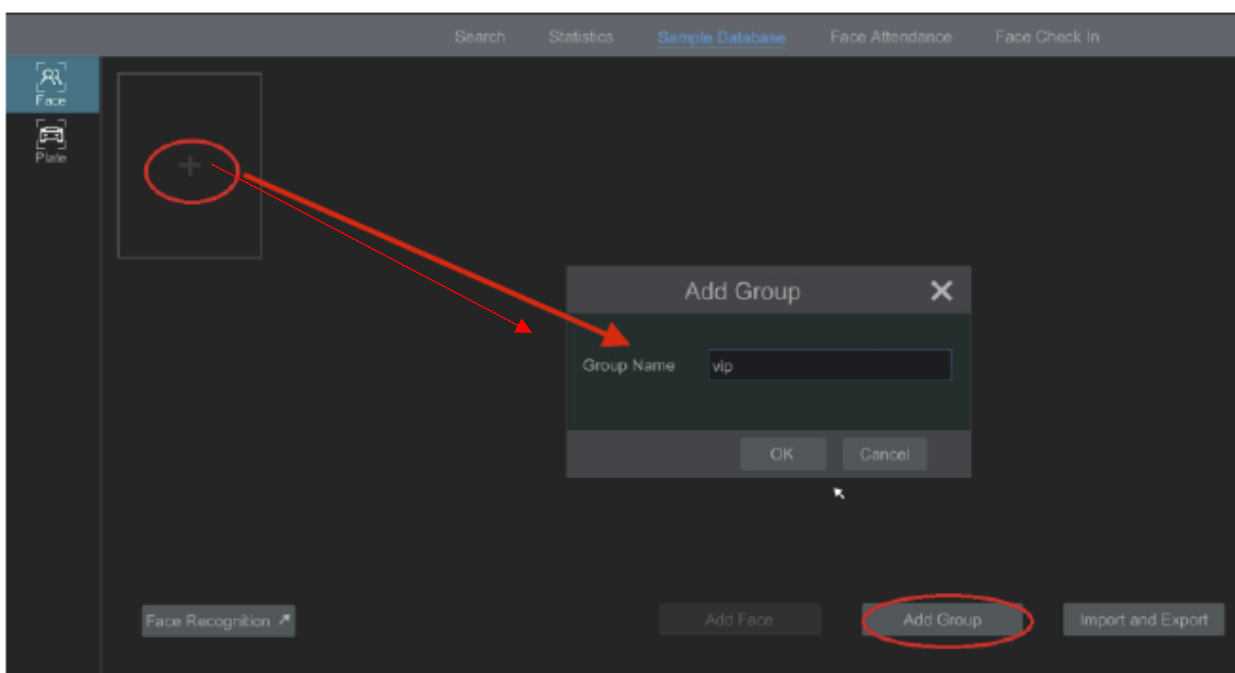 Search Statistics Sample Database Face Attendance Face Check In
Face
Plate
Add Group
Group Name vip
OK Cancel
Face Recognition Add Face Add Group Import and Export